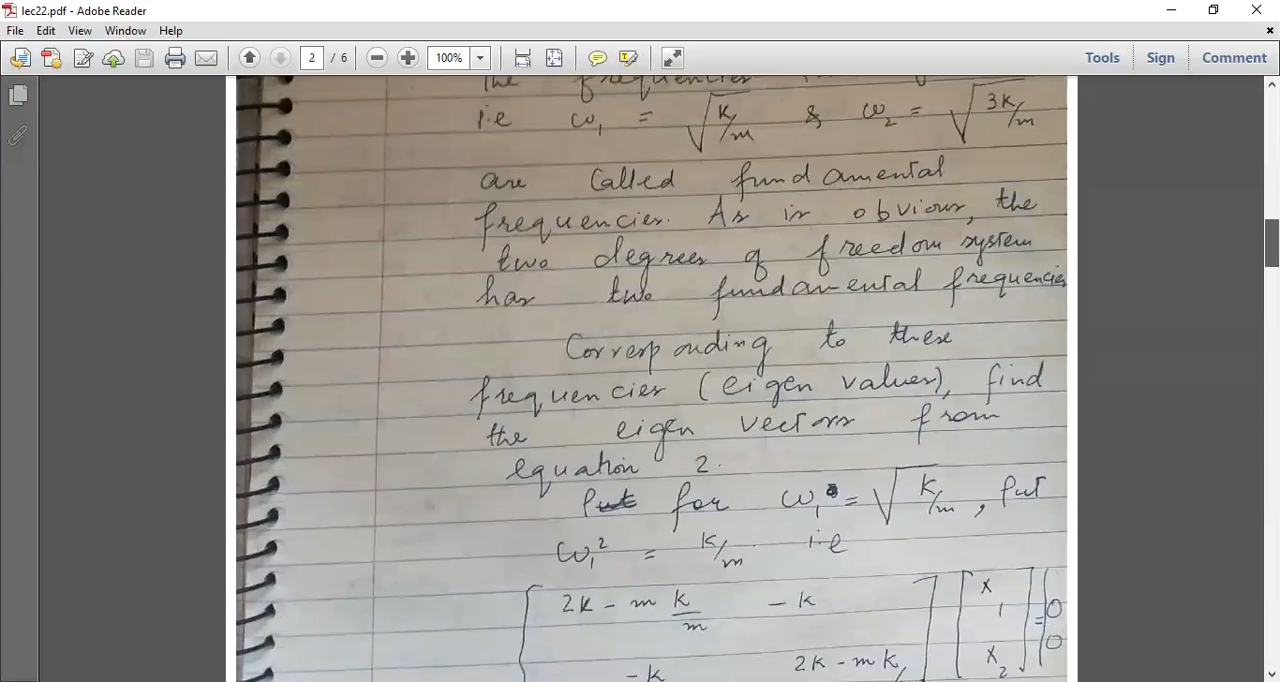 lec22.pdf - Adobe Reader
File Edit View Window Help
2 / 6 100% Tools Sign Comment
The frequencies
i.e ω₁ = √K/m & ω₂ = √3K/m
are called fundamental
frequencies. As is obvious, the
two degrees of freedom system
has two fundamental frequencies
Corresponding to these
frequencies (eigen values), find
the eigen vectors from
equation 2.
for ω₁ = √K/m, put
ω₁² = K/m i.e
[ 2K - m K/m - K ] [ X₁ ] = [ 0
- K 2K - m K/ X₂ 0